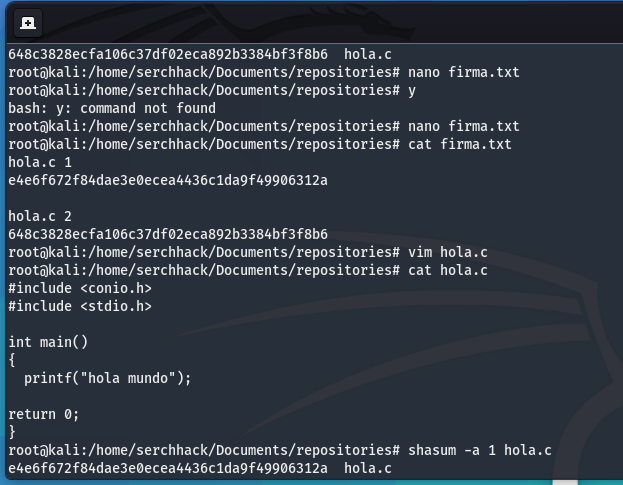 648c3828ecfa106c37df02eca892b3384bf3f8b6  hola.c
root@kali:/home/serchhack/Documents/repositories# nano firma.txt
root@kali:/home/serchhack/Documents/repositories# y
bash: y: command not found
root@kali:/home/serchhack/Documents/repositories# nano firma.txt
root@kali:/home/serchhack/Documents/repositories# cat firma.txt
hola.c 1
e4e6f672f84dae3e0ecea4436c1da9f49906312a

hola.c 2
648c3828ecfa106c37df02eca892b3384bf3f8b6
root@kali:/home/serchhack/Documents/repositories# vim hola.c
root@kali:/home/serchhack/Documents/repositories# cat hola.c
#include <conio.h>
#include <stdio.h>

int main()
{
  printf("hola mundo");

return 0;
}
root@kali:/home/serchhack/Documents/repositories# shasum -a 1 hola.c
e4e6f672f84dae3e0ecea4436c1da9f49906312a  hola.c